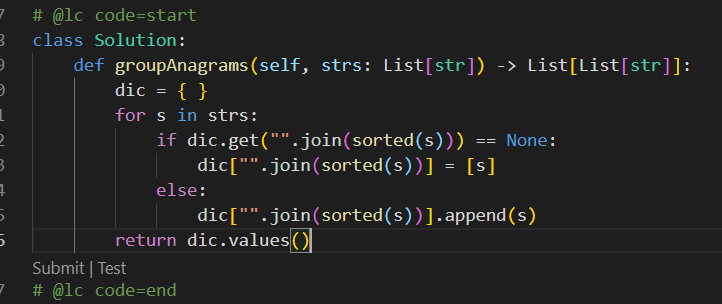 7 # @lc code=start
8 class Solution:
9     def groupAnagrams(self, strs: List[str]) -> List[List[str]]:
0         dic = { }
1         for s in strs:
2             if dic.get("".join(sorted(s))) == None:
3                 dic["".join(sorted(s))] = [s]
4             else:
5                 dic["".join(sorted(s))].append(s)
6         return dic.values()
Submit | Test
7 # @lc code=end